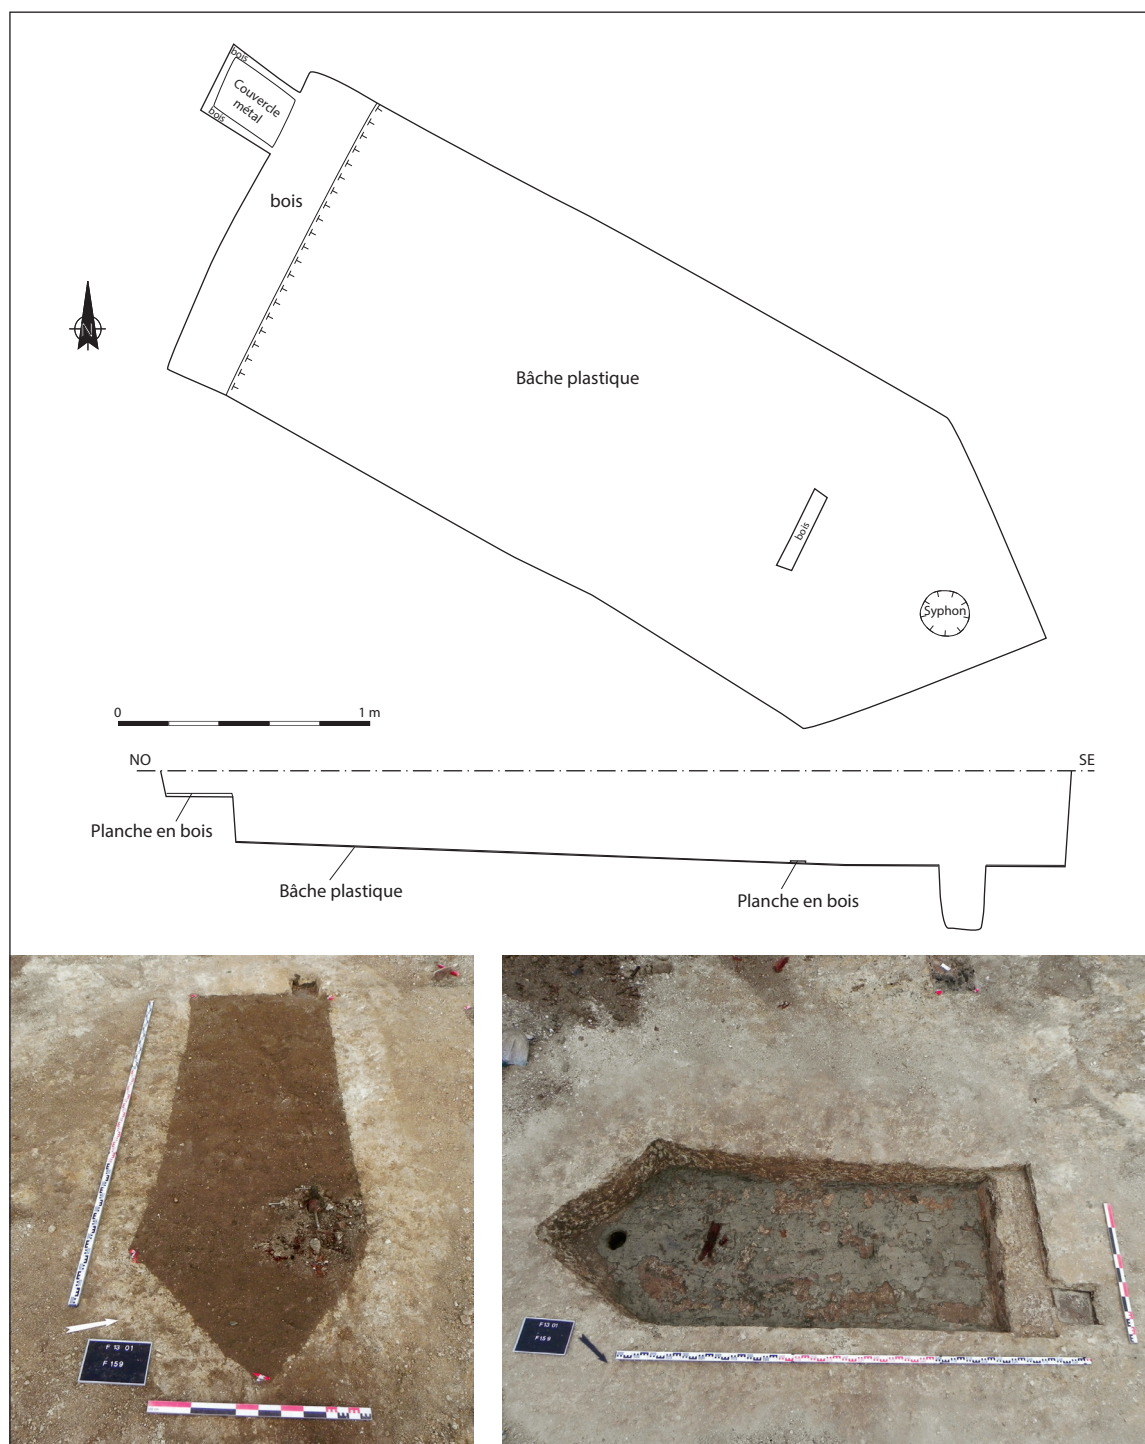 bois
Couvercle
métal
bois
bois
N
Bâche plastique
bois
Syphon
0 1 m
NO SE
Planche en bois
Bâche plastique
Planche en bois
F 13 01
F 159
F 13 01
F 159